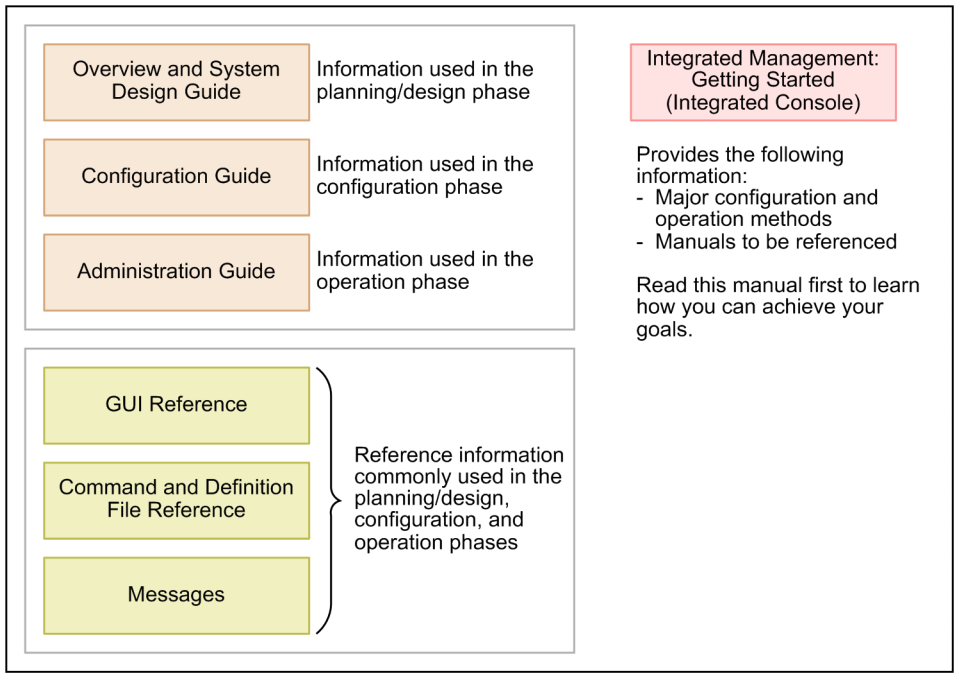 Overview and System
Design Guide
Information used in the
planning/design phase
Configuration Guide
Information used in the
configuration phase
Administration Guide
Information used in the
operation phase
GUI Reference
Command and Definition
File Reference
Messages
Reference information
commonly used in the
planning/design,
configuration, and
operation phases
Integrated Management:
Getting Started
(Integrated Console)
Provides the following
information:
- Major configuration and
operation methods
- Manuals to be referenced
Read this manual first to learn
how you can achieve your
goals.